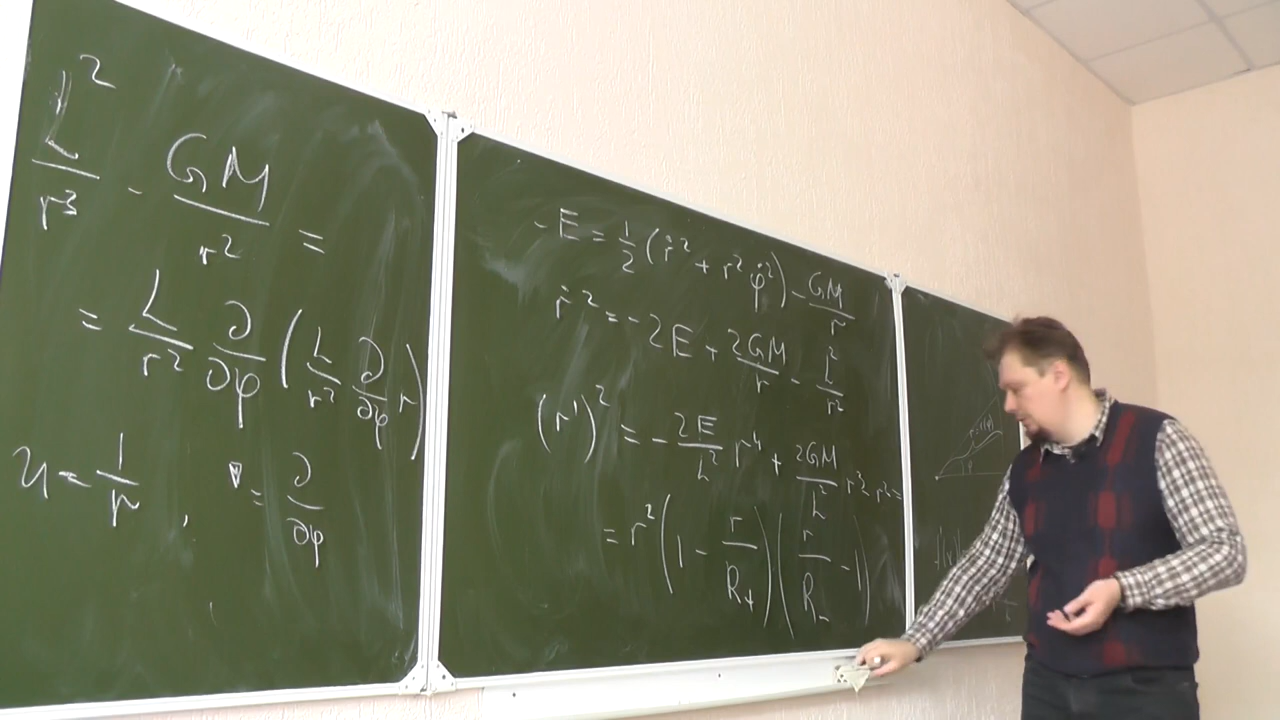 L²/r³ - GM/r² =
= L/r² ∂/∂φ (L/r² ∂/∂φ r)
u = 1/r , ' = ∂/∂φ
-E = 1/2 (ṙ² + r² φ̇²) - GM/r
ṙ² = -2E + 2GM/r - L²/r²
(r')² = - 2E/L² r⁴ + 2GM/L² r³ - r² =
= r² (1 - r/R₊)(r/R₋ - 1)